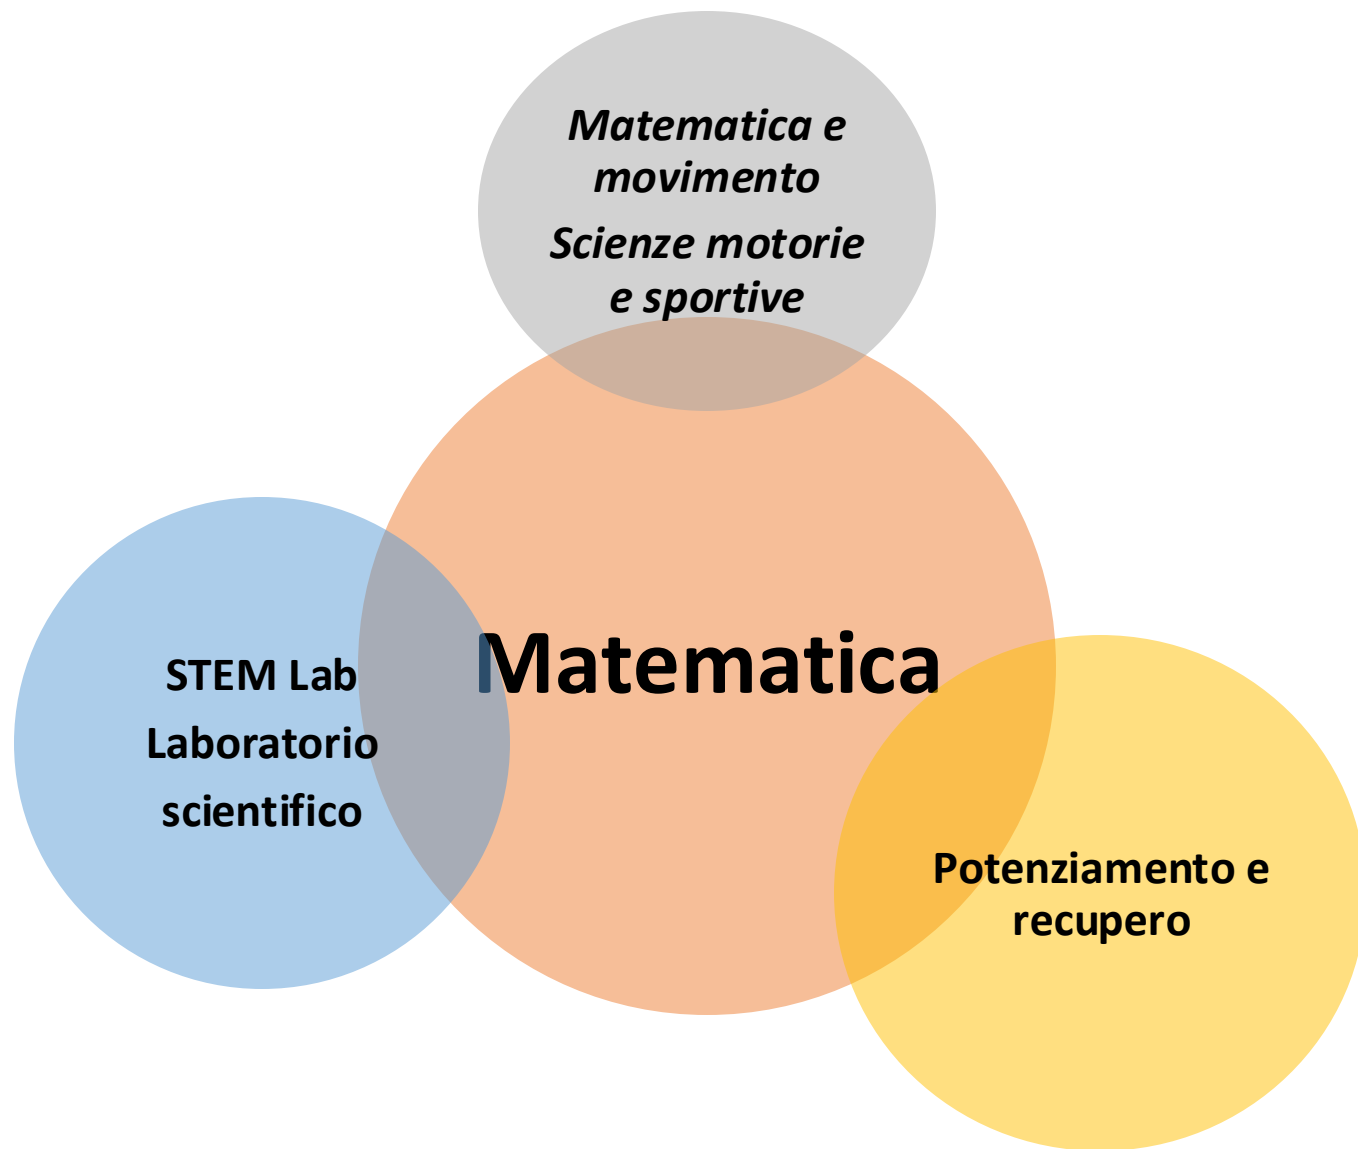 Matematica e
movimento
Scienze motorie
e sportive
Matematica
STEM Lab
Laboratorio
scientifico
Potenziamento e
recupero